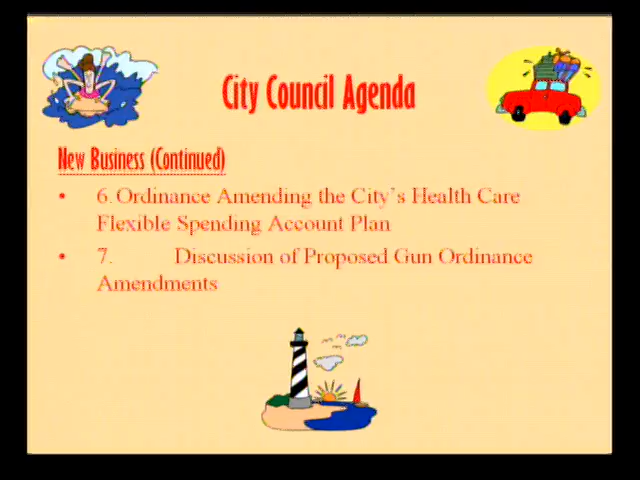 City Council Agenda
New Business (Continued)
• 6. Ordinance Amending the City's Health Care
Flexible Spending Account Plan
• 7. Discussion of Proposed Gun Ordinance
Amendments